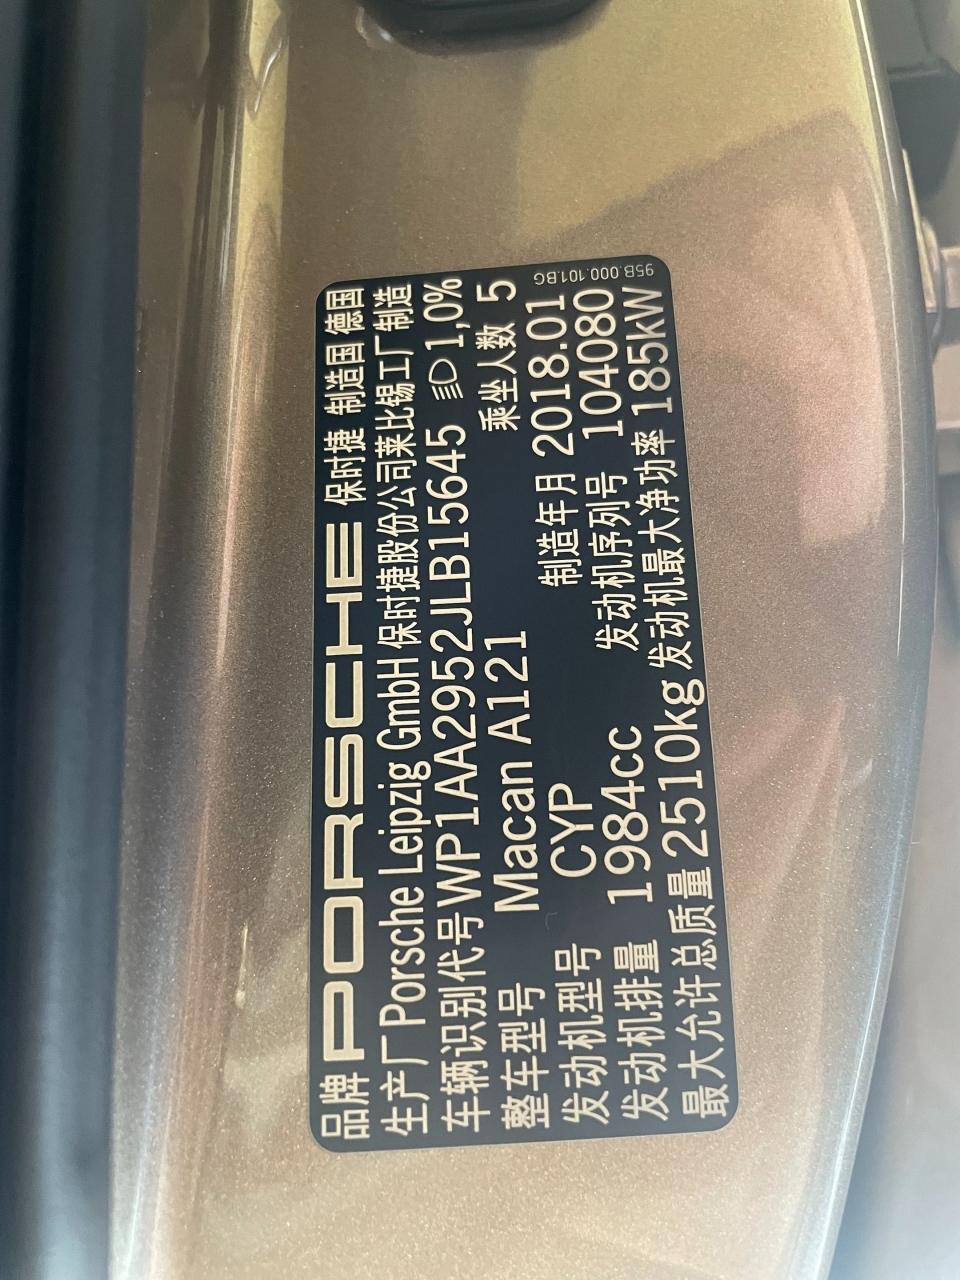 品牌 PORSCHE 保时捷 制造国 德国
生产厂 Porsche Leipzig GmbH 保时捷股份公司莱比锡工厂制造
车辆识别代号 WP1AA2952JLB15645 1,0%
整车型号 Macan A121 乘坐人数 5
发动机型号 CYP 制造年月 2018.01
发动机排量 1984cc 发动机序列号 104080
最大允许总质量 2510kg 发动机最大净功率 185kW
95B.000.101.BG